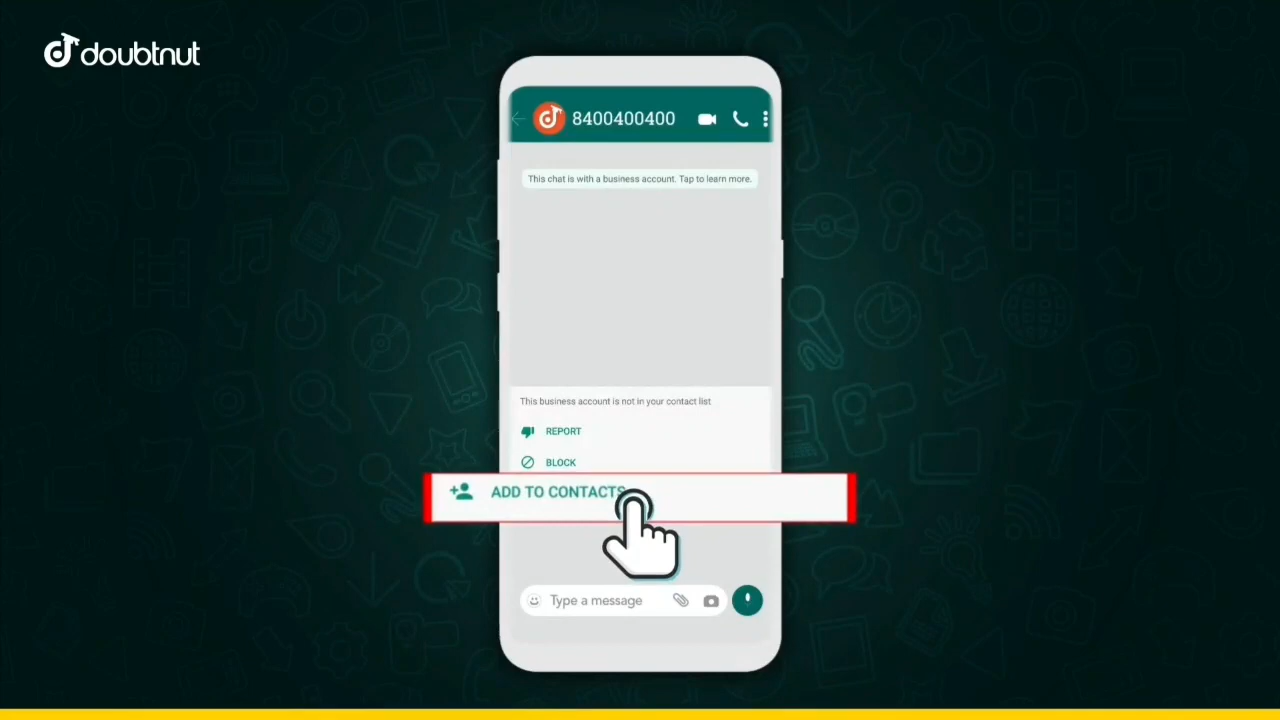 doubtnut
8400400400
This chat is with a business account. Tap to learn more.
This business account is not in your contact list
REPORT
BLOCK
ADD TO CONTACTS
Type a message